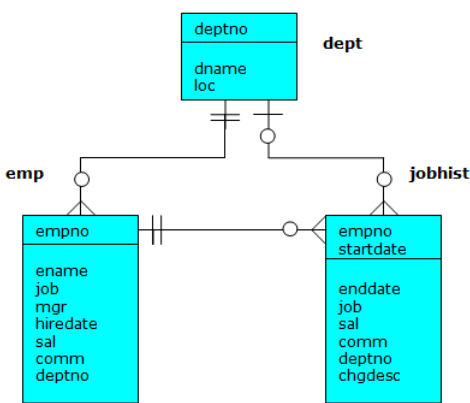 deptno
dept
dname
loc
emp
jobhist
empno
ename
job
mgr
hiredate
sal
comm
deptno
empno
startdate
enddate
job
sal
comm
deptno
chgdesc